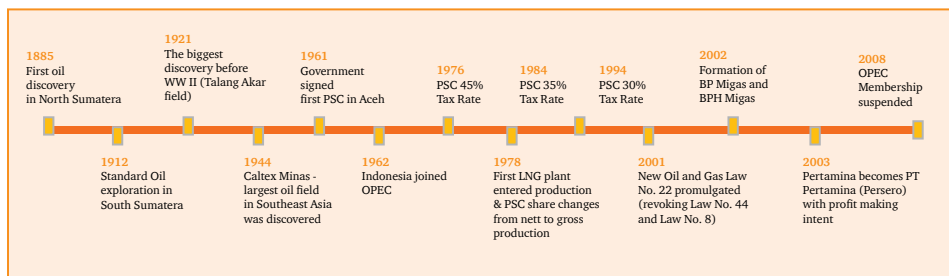 1885
First oil
discovery
in North Sumatera
1912
Standard Oil
exploration in
South Sumatera
1921
The biggest
discovery before
WW II (Talang Akar
field)
1944
Caltex Minas -
largest oil field
in Southeast Asia
was discovered
1961
Government
signed
first PSC in Aceh
1962
Indonesia joined
OPEC
1976
PSC 45%
Tax Rate
1978
First LNG plant
entered production
& PSC share changes
from nett to gross
production
1984
PSC 35%
Tax Rate
1994
PSC 30%
Tax Rate
2001
New Oil and Gas Law
No. 22 promulgated
(revoking Law No. 44
and Law No. 8)
2002
Formation of
BP Migas and
BPH Migas
2003
Pertamina becomes PT
Pertamina (Persero)
with profit making
intent
2008
OPEC
Membership
suspended